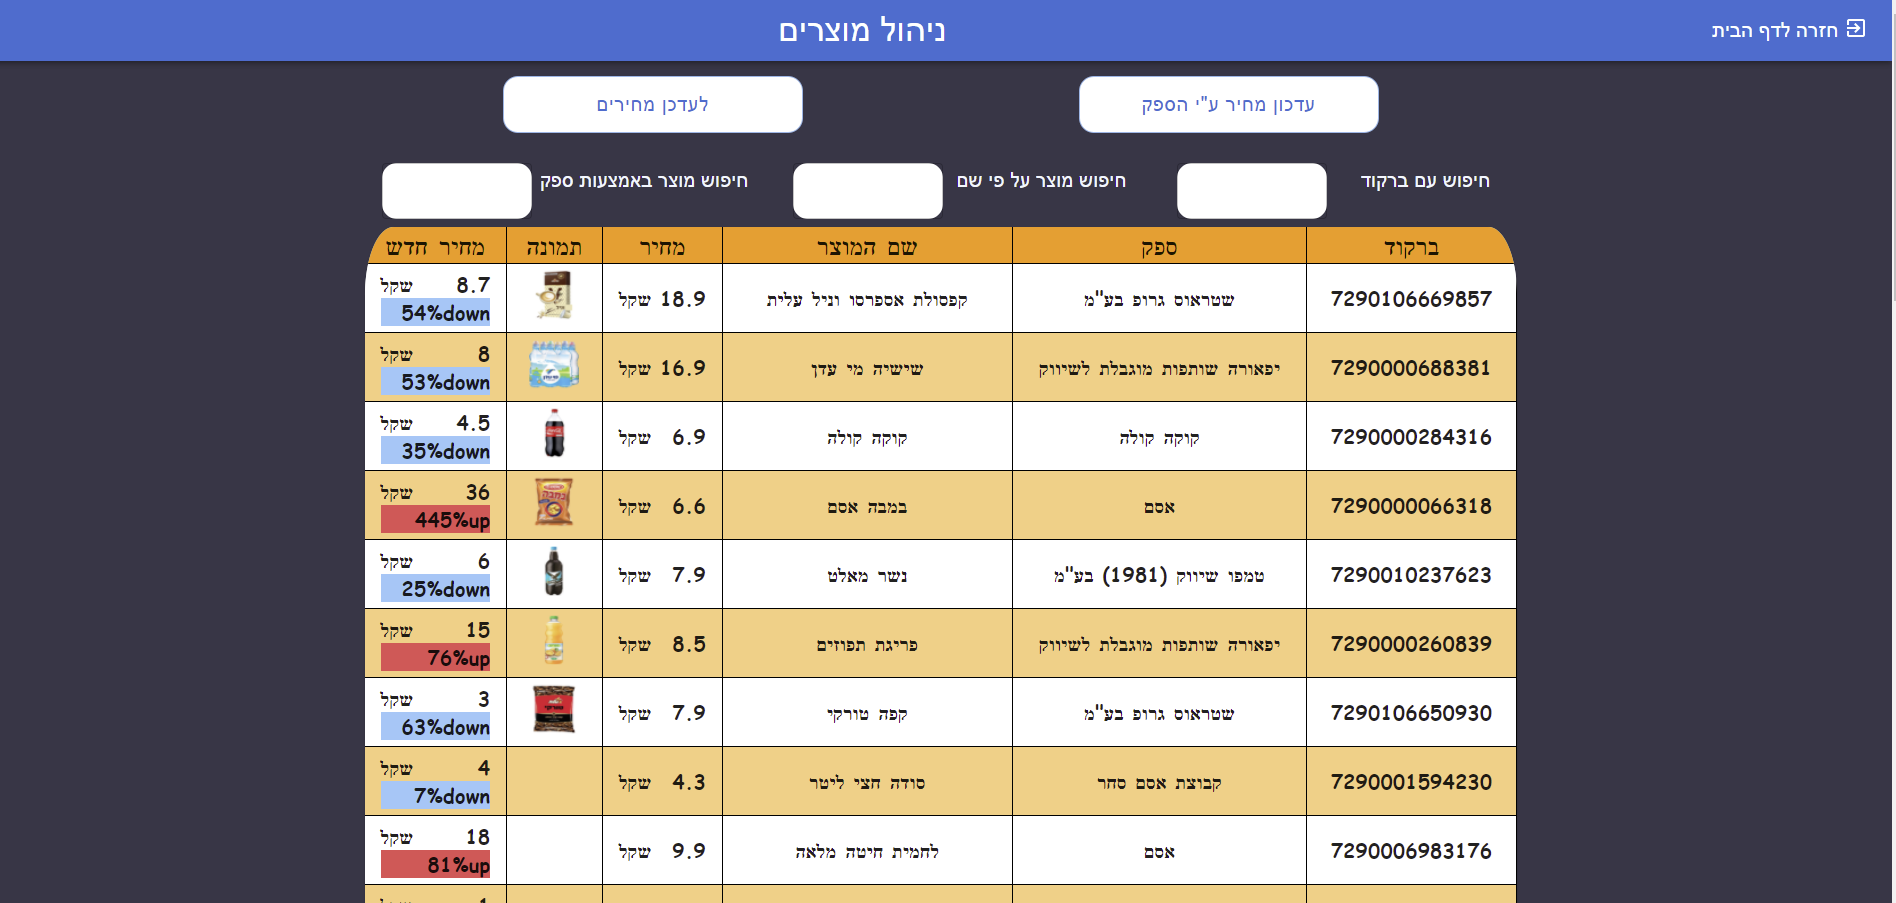 חזרה לדף הבית
ניהול מוצרים
עדכון מחיר ע"י הספק
לעדכן מחירים
חיפוש עם ברקוד
חיפוש מוצר על פי שם
חיפוש מוצר באמצעות ספק
ברקוד ספק שם המוצר מחיר תמונה מחיר חדש
7290106669857 שטראוס גרופ בע"מ קפסולת אספרסו וניל עלית 18.9 שקל 8.7 שקל
54%down
7290000688381 יפאורה שותפות מוגבלת לשיווק שישיה מי עדן 16.9 שקל 8 שקל
53%down
7290000284316 קוקה קולה קוקה קולה 6.9 שקל 4.5 שקל
35%down
7290000066318 אסם במבה אסם 6.6 שקל 36 שקל
445%up
7290010237623 טמפו שיווק (1981) בע"מ נשר מאלט 7.9 שקל 6 שקל
25%down
7290000260839 יפאורה שותפות מוגבלת לשיווק פריגת תפוזים 8.5 שקל 15 שקל
76%up
7290106650930 שטראוס גרופ בע"מ קפה טורקי 7.9 שקל 3 שקל
63%down
7290001594230 קבוצת אסם סחר סודה חצי ליטר 4.3 שקל 4 שקל
7%down
7290006983176 אסם לחמית חיטה מלאה 9.9 שקל 18 שקל
81%up